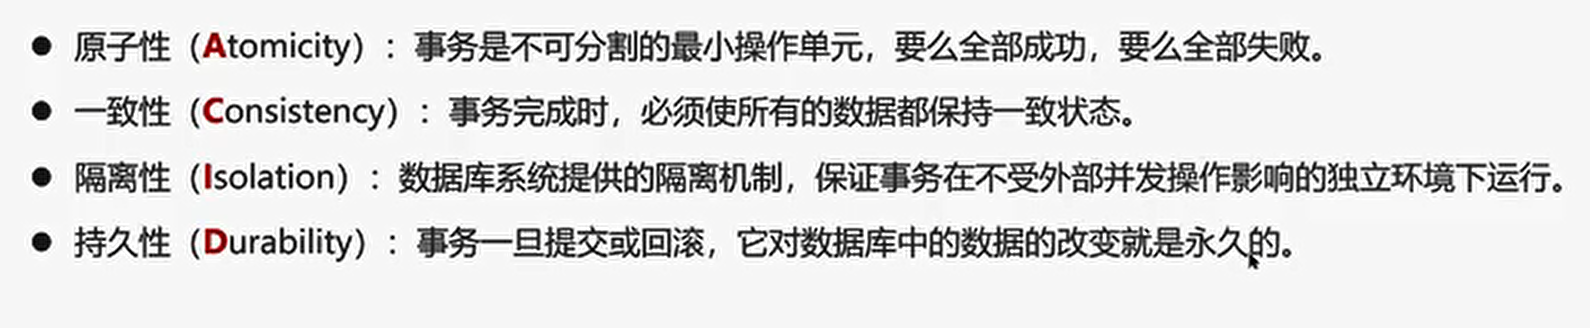 ● 原子性（Atomicity）：事务是不可分割的最小操作单元，要么全部成功，要么全部失败。
● 一致性（Consistency）：事务完成时，必须使所有的数据都保持一致状态。
● 隔离性（Isolation）：数据库系统提供的隔离机制，保证事务在不受外部并发操作影响的独立环境下运行。
● 持久性（Durability）：事务一旦提交或回滚，它对数据库中的数据的改变就是永久的。